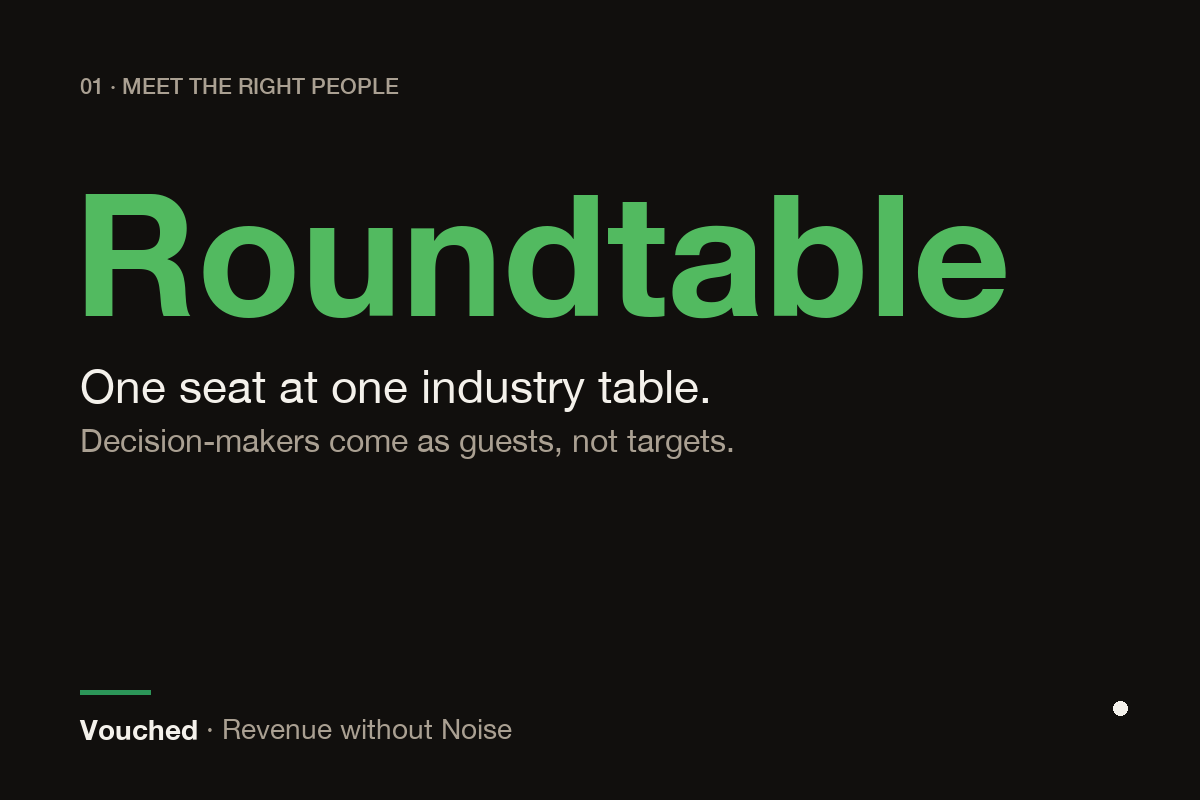 01 · MEET THE RIGHT PEOPLE
Roundtable
One seat at one industry table.
Decision-makers come as guests, not targets.
Vouched · Revenue without Noise